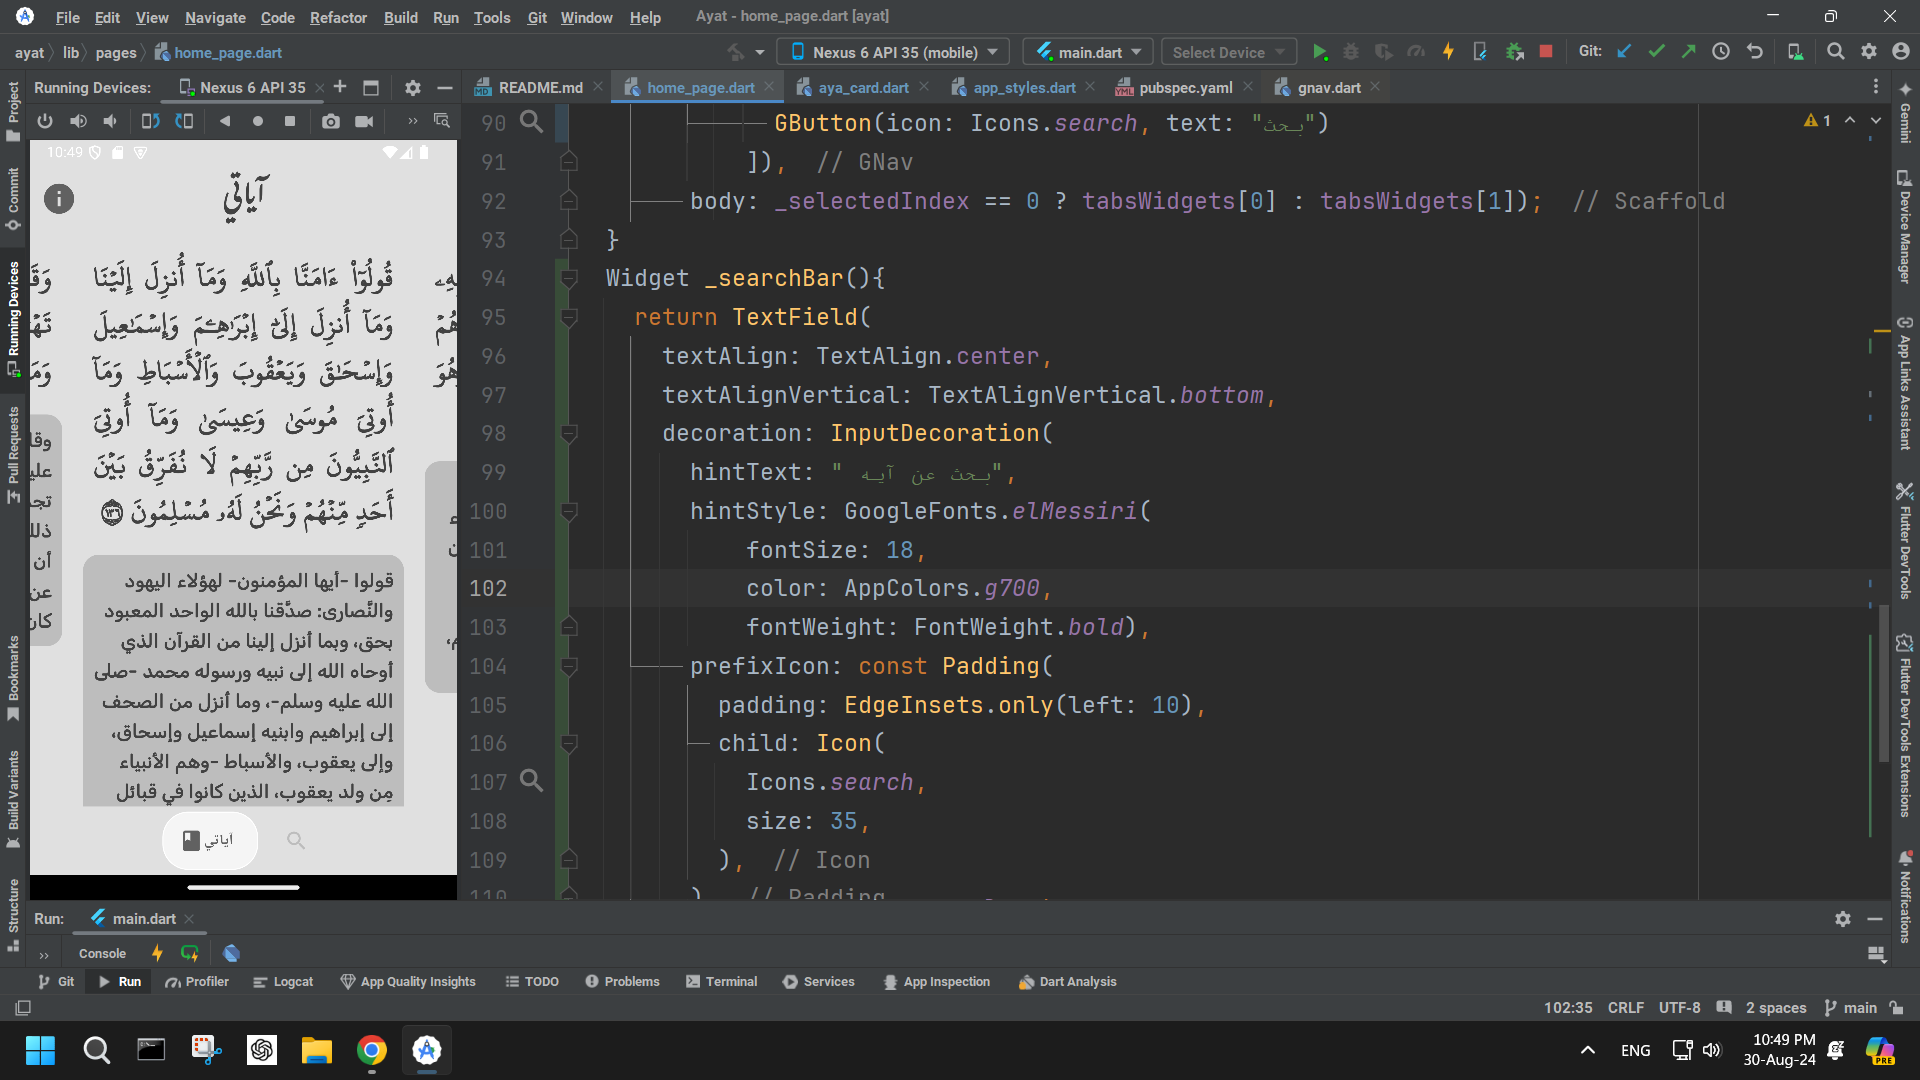 File Edit View Navigate Code Refactor Build Run Tools Git Window Help Ayat - home_page.dart [ayat]
ayat lib pages home_page.dart Nexus 6 API 35 (mobile) main.dart Select Device Git:
Running Devices: Nexus 6 API 35 README.md home_page.dart aya_card.dart app_styles.dart pubspec.yaml gnav.dart
10:49
آياتي
قُولُوٓا۟ ءَامَنَّا بِٱللَّهِ وَمَآ أُنزِلَ إِلَيْنَا
وَمَآ أُنزِلَ إِلَىٰٓ إِبْرَٰهِـۧمَ وَإِسْمَـٰعِيلَ
وَإِسْحَـٰقَ وَيَعْقُوبَ وَٱلْأَسْبَاطِ وَمَآ
أُوتِىَ مُوسَىٰ وَعِيسَىٰ وَمَآ أُوتِىَ
ٱلنَّبِيُّونَ مِن رَّبِّهِمْ لَا نُفَرِّقُ بَيْنَ
أَحَدٍ مِّنْهُمْ وَنَحْنُ لَهُۥ مُسْلِمُونَ ١٣٦
قولوا -أيها المؤمنون- لهؤلاء اليهود
والنَّصارى: صدَّقنا بالله الواحد المعبود
بحق، وبما أنزل إلينا من القرآن الذي
أوحاه الله إلى نبيه ورسوله محمد -صلى
الله عليه وسلم-، وما أنزل من الصحف
إلى إبراهيم وابنيه إسماعيل وإسحاق،
وإلى يعقوب، والأسباط -وهم الأنبياء
مِن ولد يعقوب، الذين كانوا في قبائل
وقا
عليه
تجد
ذلك
أن
عن
كان
آياتي
90 GButton(icon: Icons.search, text: "بحث")
91 ]), // GNav
92 body: _selectedIndex == 0 ? tabsWidgets[0] : tabsWidgets[1]); // Scaffold
93 }
94 Widget _searchBar(){
95 return TextField(
96 textAlign: TextAlign.center,
97 textAlignVertical: TextAlignVertical.bottom,
98 decoration: InputDecoration(
99 hintText: " بحث عن آيه",
100 hintStyle: GoogleFonts.elMessiri(
101 fontSize: 18,
102 color: AppColors.g700,
103 fontWeight: FontWeight.bold),
104 prefixIcon: const Padding(
105 padding: EdgeInsets.only(left: 10),
106 child: Icon(
107 Icons.search,
108 size: 35,
109 ), // Icon
110 ) // Padding
1
Project
Commit
Running Devices
Pull Requests
Bookmarks
Build Variants
Structure
Gemini
Device Manager
App Links Assistant
Flutter DevTools
Flutter DevTools Extensions
Notifications
Run: main.dart
Console
Git Run Profiler Logcat App Quality Insights TODO Problems Terminal Services App Inspection Dart Analysis
102:35 CRLF UTF-8 2 spaces main
ENG 10:49 PM
30-Aug-24
PRE